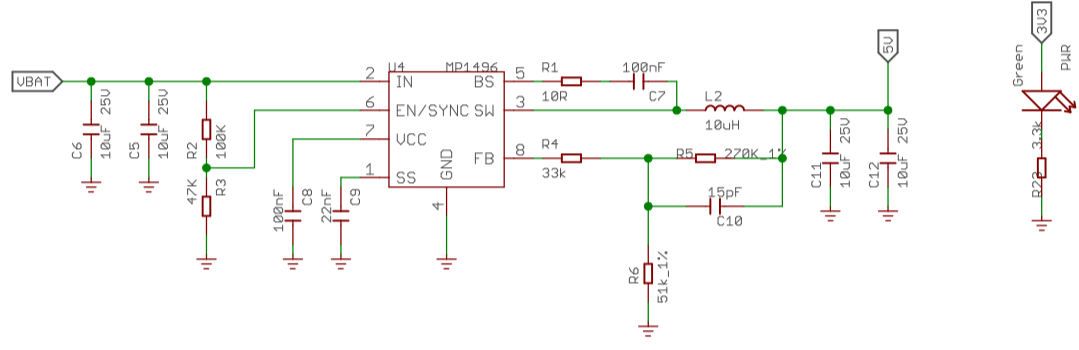 VBAT
C6
10uF 25V
C5
10uF 25V
R2
100K
47K
R3
U4
MP1496
2
IN
BS
5
6
EN/SYNC
SW
3
7
VCC
FB
8
1
SS
GND
4
100nF
C8
22nF
C9
R1
10R
100nF
C7
L2
10uH
R4
33k
R5
270K_1%
15pF
C10
R6
51k_1%
5V
C11
10uF 25V
C12
10uF 25V
3V3
Green
PWR
3.3k